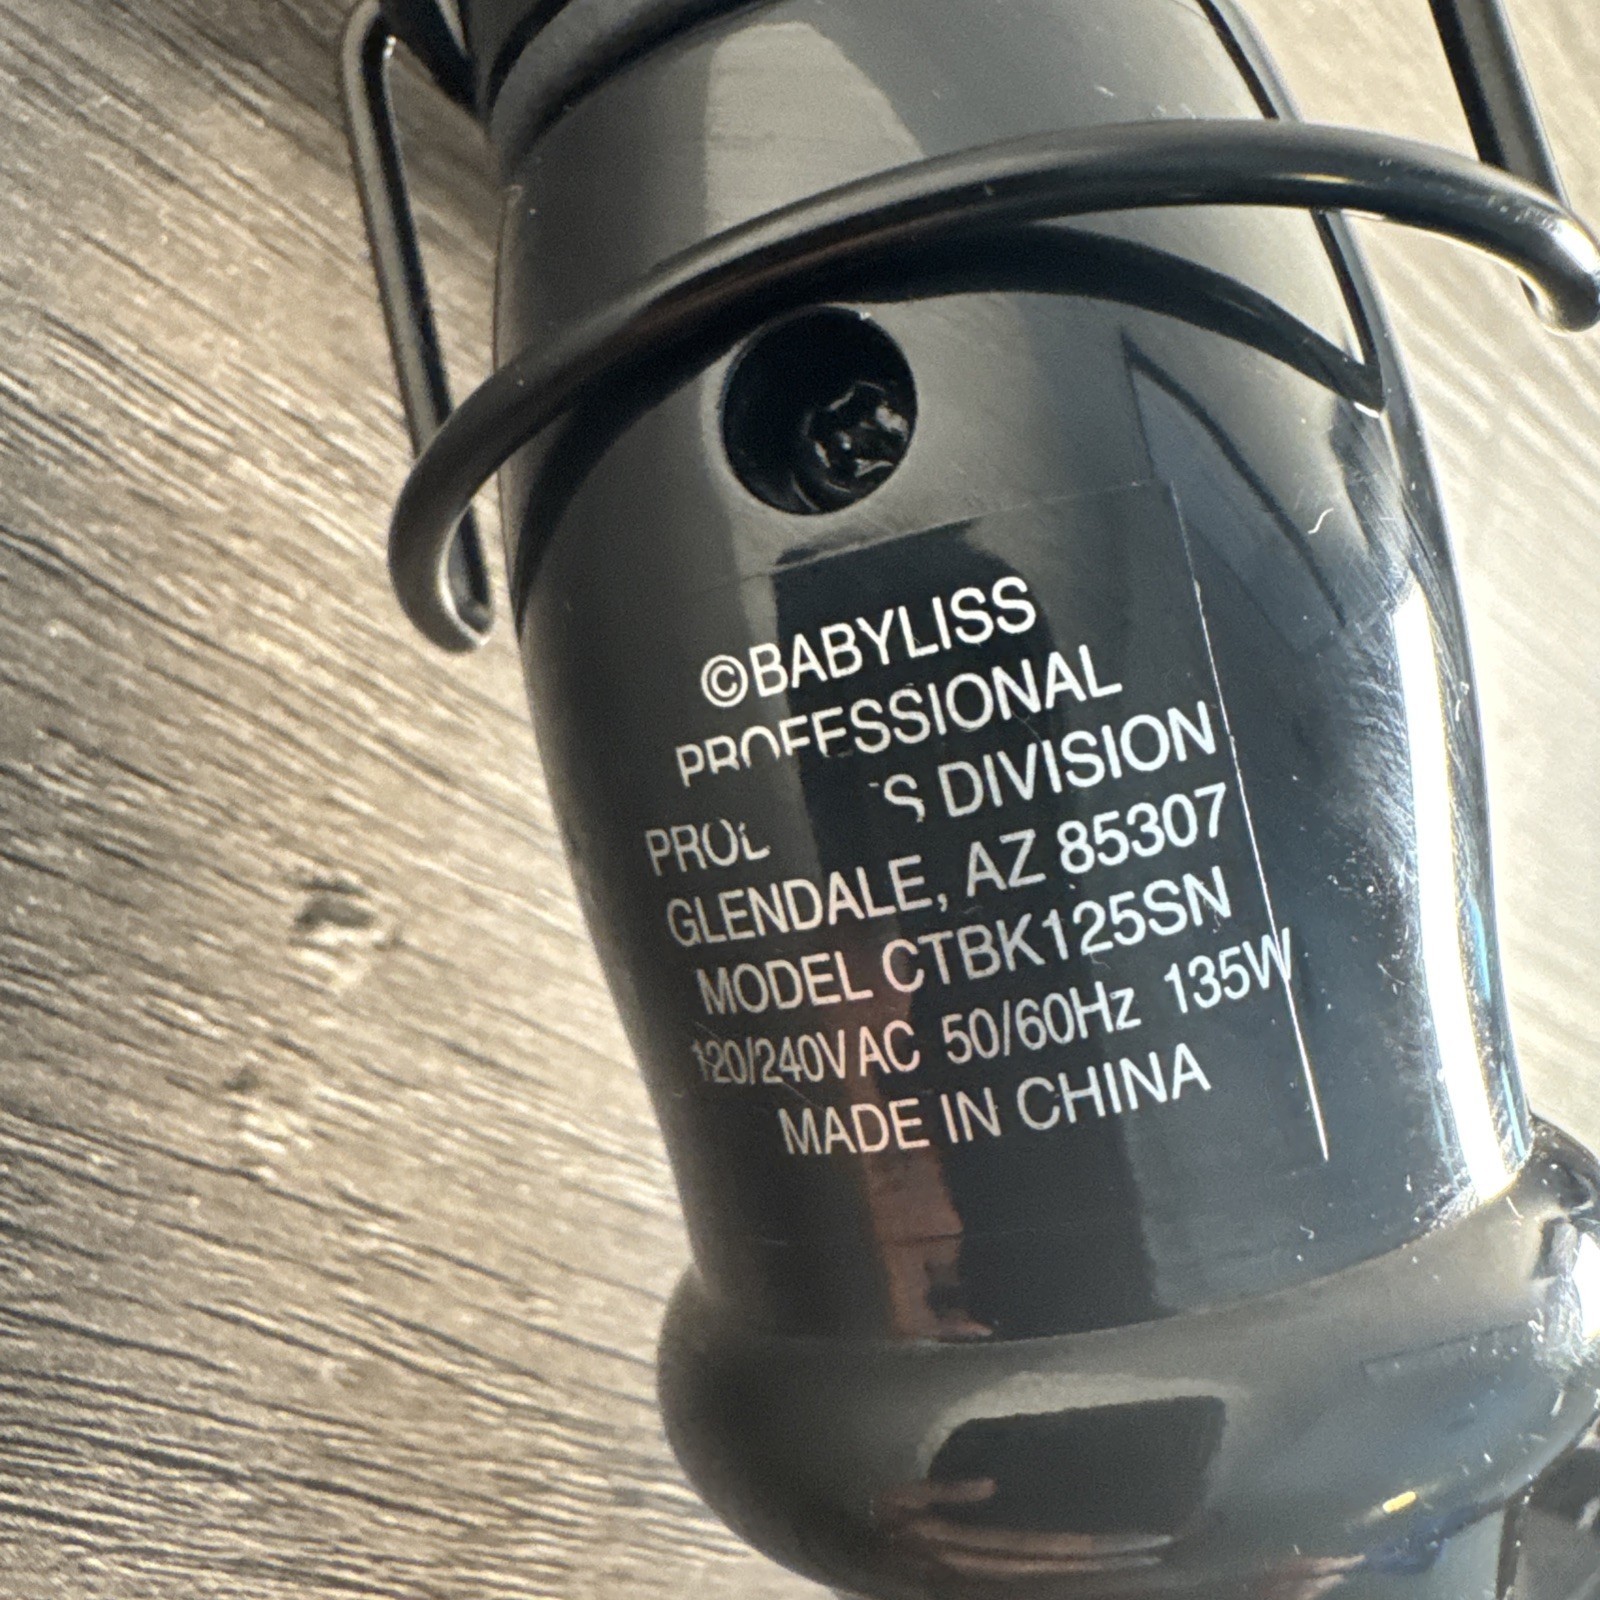 ©BABYLISS
PROFESSIONAL
DIVISION
GLENDALE, AZ 85307
MODEL CTBK125SN
120/240V AC 50/60Hz 135W
MADE IN CHINA